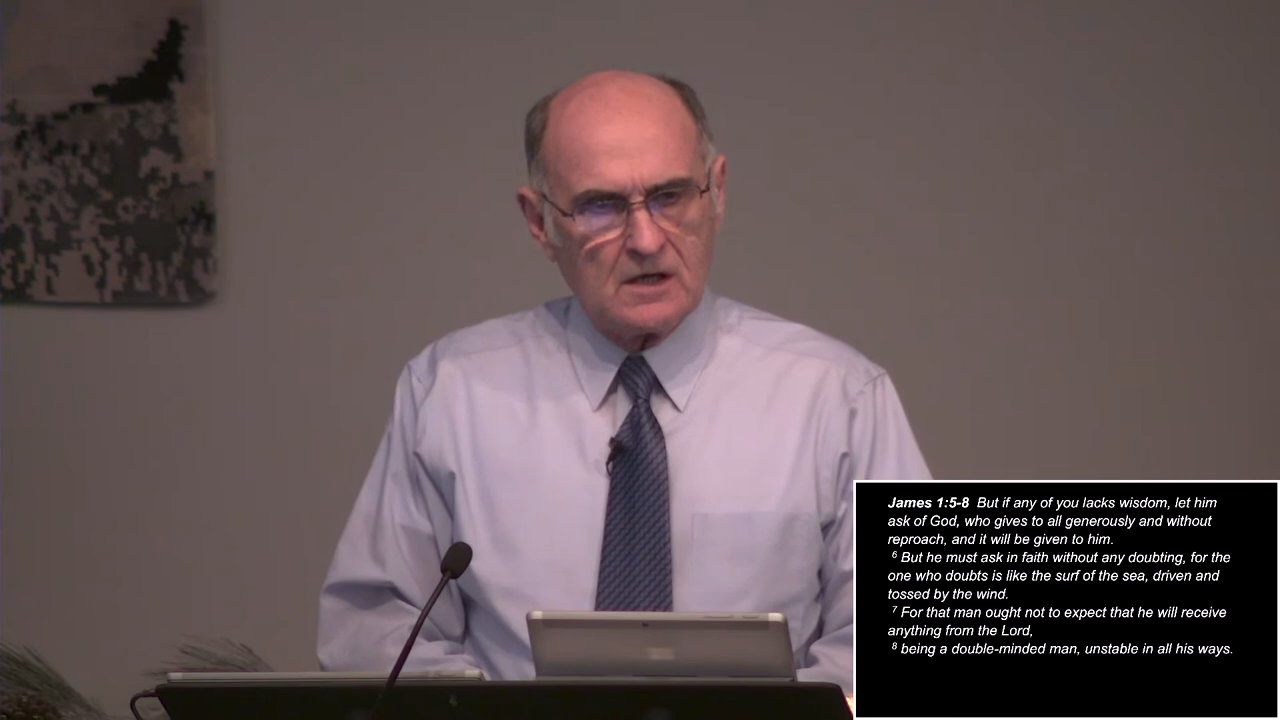 James 1:5-8 But if any of you lacks wisdom, let him
ask of God, who gives to all generously and without
reproach, and it will be given to him.
6 But he must ask in faith without any doubting, for the
one who doubts is like the surf of the sea, driven and
tossed by the wind.
7 For that man ought not to expect that he will receive
anything from the Lord,
8 being a double-minded man, unstable in all his ways.